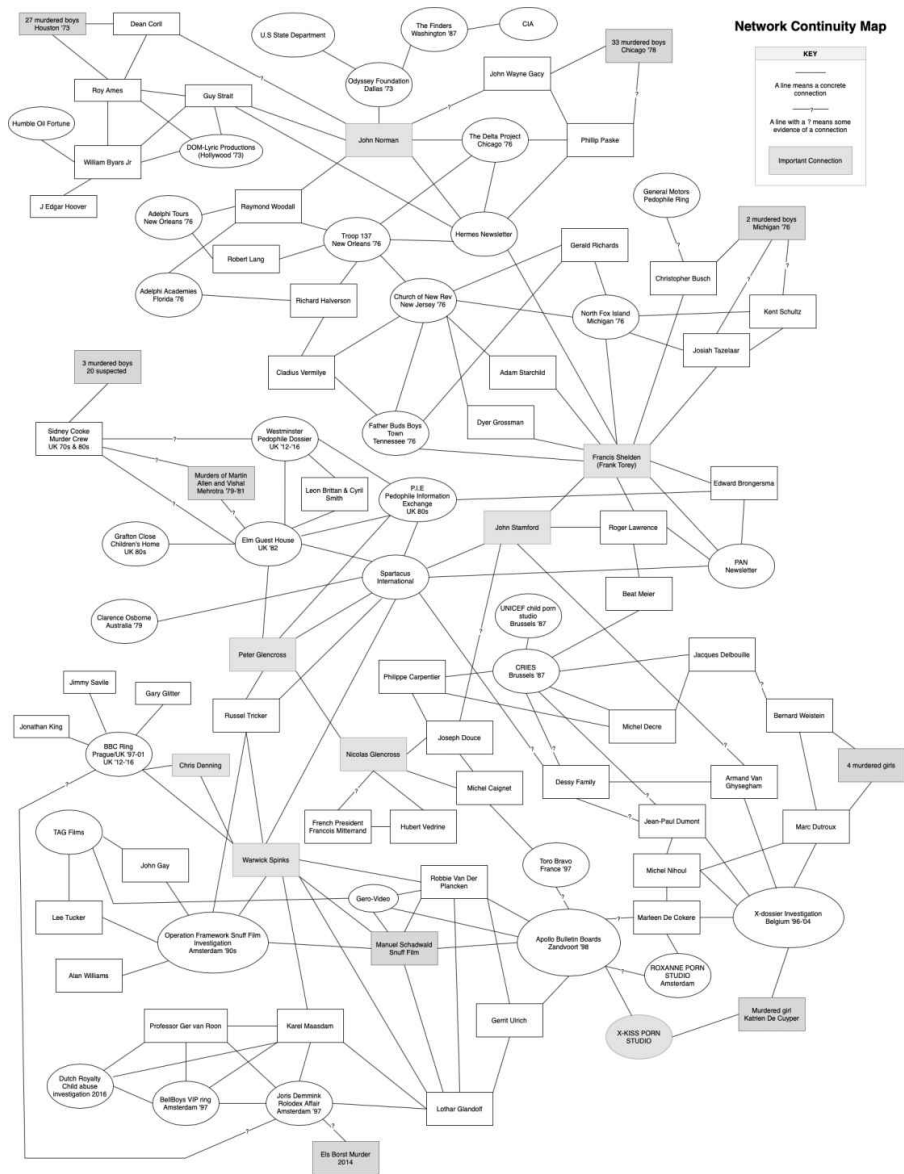 Network Continuity Map
KEY
A line means a concrete
connection
?
A line with a ? means some
evidence of a connection
Important Connection
27 murdered boys
Houston '73
Dean Corll
U.S State Department
The Finders
Washington '87
CIA
33 murdered boys
Chicago '78
Roy Ames
Guy Strait
Odyssey Foundation
Dallas '73
John Wayne Gacy
?
?
?
Humble Oil Fortune
John Norman
The Delta Project
Chicago '76
Phillip Paske
DOM-Lyric Productions
(Hollywood '73)
William Byars Jr
J Edgar Hoover
General Motors
Pedophile Ring
Adelphi Tours
New Orleans '76
Raymond Woodall
Troop 137
New Orleans '76
Hermes Newsletter
2 murdered boys
Michigan '76
Gerald Richards
?
Robert Lang
Christopher Busch
?
?
Adelphi Academies
Florida '76
Richard Halverson
Church of New Rev
New Jersey '76
North Fox Island
Michigan '76
Kent Schultz
Josiah Tazelaar
3 murdered boys
20 suspected
Cladius Vermilye
Adam Starchild
Dyer Grossman
Sidney Cooke
Murder Crew
UK 70s & 80s
?
Westminster
Pedophile Dossier
UK '12-'16
Father Buds Boys
Town
Tennessee '76
Francis Shelden
(Frank Torey)
?
Murders of Martin
Allen and Vishal
Mehrotra '79-'81
Leon Brittan & Cyril
Smith
P.I.E
Pedophile Information
Exchange
UK 80s
Edward Brongersma
?
?
Grafton Close
Children's Home
UK 80s
Elm Guest House
UK '82
John Stamford
Roger Lawrence
PAN
Newsletter
Spartacus
International
Beat Meier
Clarence Osborne
Australia '79
UNICEF child porn
studio
Brussels '87
?
?
Peter Glencross
Jacques Delbouille
Philippe Carpentier
CRIES
Brussels '87
Jimmy Savile
Gary Glitter
?
Bernard Weistein
Russel Tricker
Jonathan King
Michel Decre
BBC Ring
Prague/UK '97-01
UK '12-'16
Joseph Douce
?
?
?
?
?
Chris Denning
Nicolas Glencross
4 murdered girls
?
Dessy Family
Armand Van
Ghysegham
Michel Caignet
?
?
?
French President
Francois Mitterrand
Hubert Vedrine
Jean-Paul Dumont
Marc Dutroux
TAG Films
John Gay
Warwick Spinks
Toro Bravo
France '97
Michel Nihoul
Robbie Van Der
Plancken
Gero-Video
?
Lee Tucker
Marleen De Cokere
X-dossier Investigation
Belgium '96-'04
?
Operation Framework Snuff Film
Investigation
Amsterdam '90s
Manuel Schadwald
Snuff Film
Apollo Bulletin Boards
Zandvoort '98
Alan Williams
?
ROXANNE PORN
STUDIO
Amsterdam
?
Murdered girl
Katrien De Cuyper
Professor Ger van Roon
Karel Maasdam
Gerrit Ulrich
X-KISS PORN
STUDIO
Dutch Royalty
Child abuse
investigation 2016
BellBoys VIP ring
Amsterdam '97
Joris Demmink
Rolodex Affair
Amsterdam '97
Lothar Glandolf
?
?
Els Borst Murder
2014